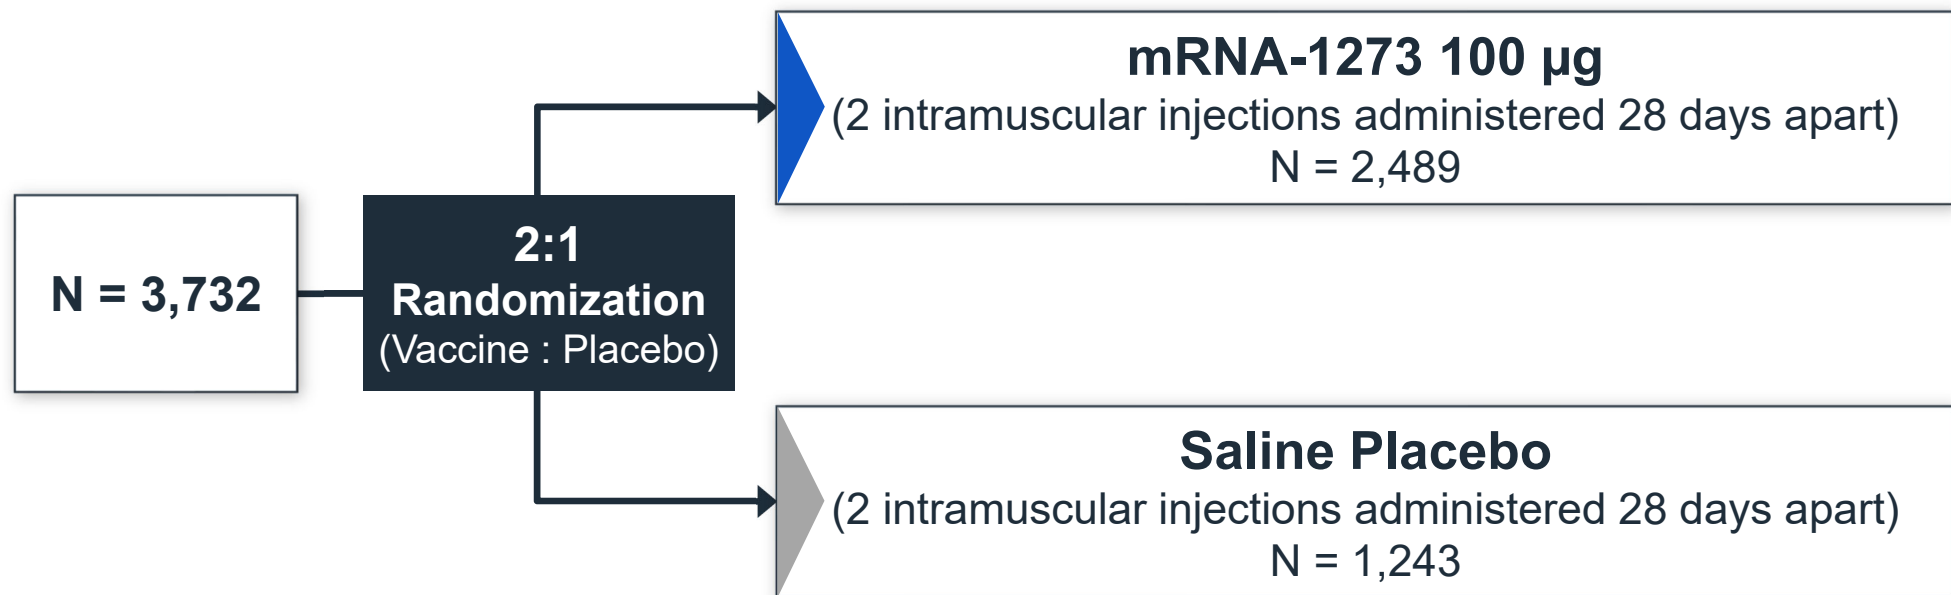 N = 3,732
2:1
Randomization
(Vaccine : Placebo)
mRNA-1273 100 µg
(2 intramuscular injections administered 28 days apart)
N = 2,489
Saline Placebo
(2 intramuscular injections administered 28 days apart)
N = 1,243